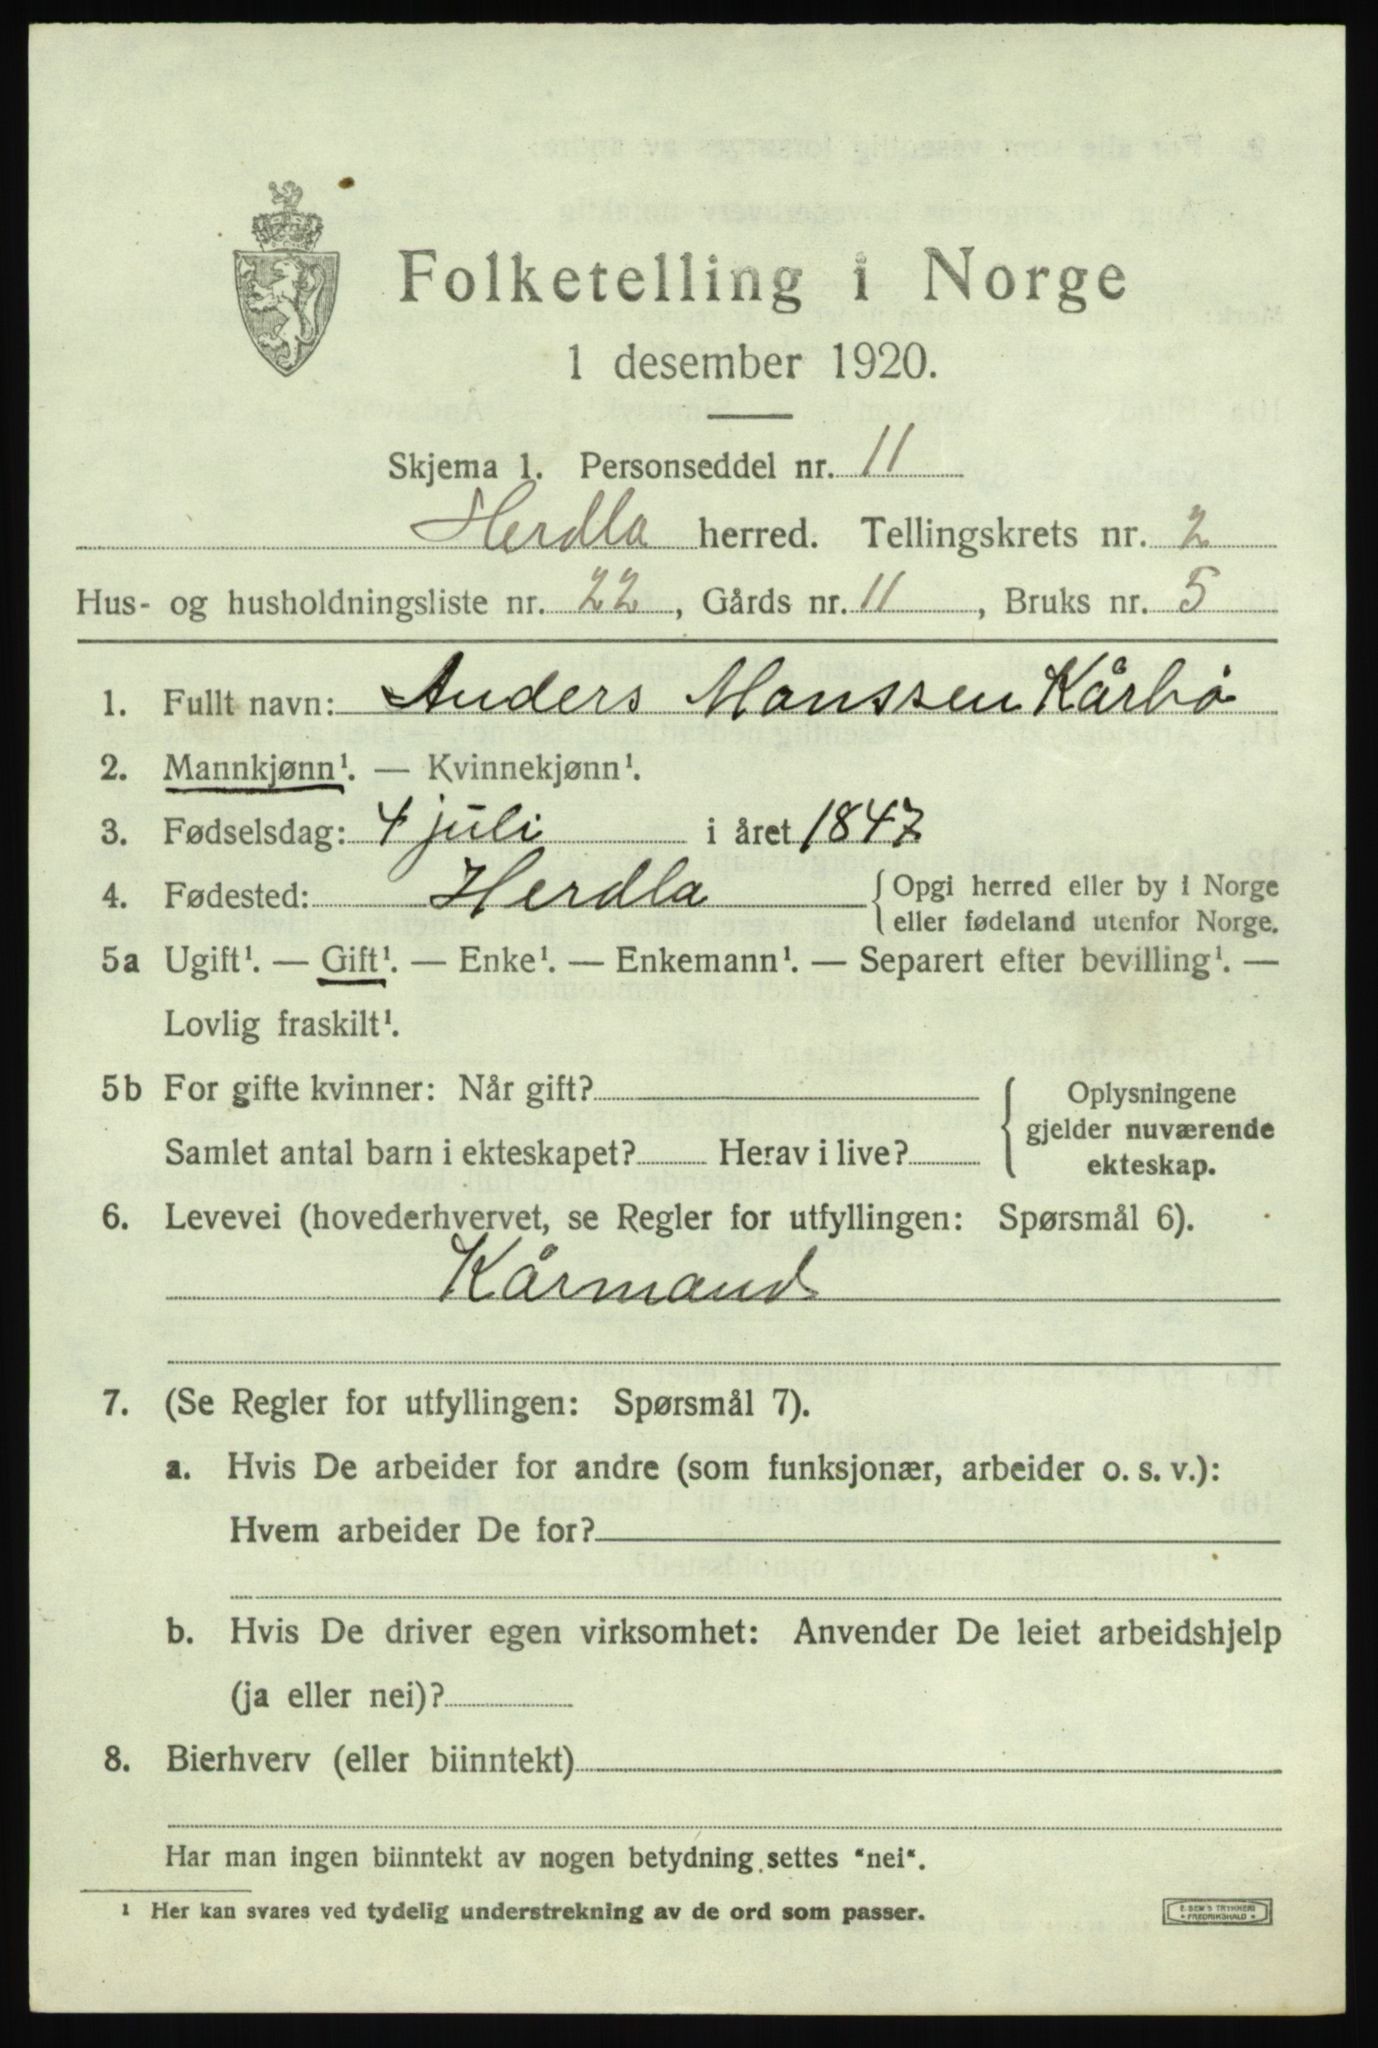 Folketelling i Norge
1 desember 1920.
Skjema 1. Personseddel nr. 11
Herdla herred. Tellingskrets nr. 2
Hus- og husholdningsliste nr. 22, Gårds nr. 11, Bruks nr. 5
1. Fullt navn: Anders Monssen Kårbø
2. Mannkjønn¹. — Kvinnekjønn¹.
3. Fødselsdag: 4 juli i året 1847
4. Fødested: Herdla {Opgi herred eller by i Norge
eller fødeland utenfor Norge.
5a Ugift¹. — Gift¹. — Enke¹. — Enkemann¹. — Separert efter bevilling¹. —
Lovlig fraskilt¹.
5b For gifte kvinner: Når gift? Oplysningene
gjelder nuværende
Samlet antal barn i ekteskapet? Herav i live? ekteskap.
6. Levevei (hovederhvervet, se Regler for utfyllingen: Spørsmål 6).
Kårmand
7. (Se Regler for utfyllingen: Spørsmål 7).
a. Hvis De arbeider for andre (som funksjonær, arbeider o. s. v.):
Hvem arbeider De for?
b. Hvis De driver egen virksomhet: Anvender De leiet arbeidshjelp
(ja eller nei)?
8. Bierhverv (eller biinntekt)
Har man ingen biinntekt av nogen betydning settes "nei".
¹ Her kan svares ved tydelig understrekning av de ord som passer.
E. SEM'S TRYKKERI
FREDRIKSHALD